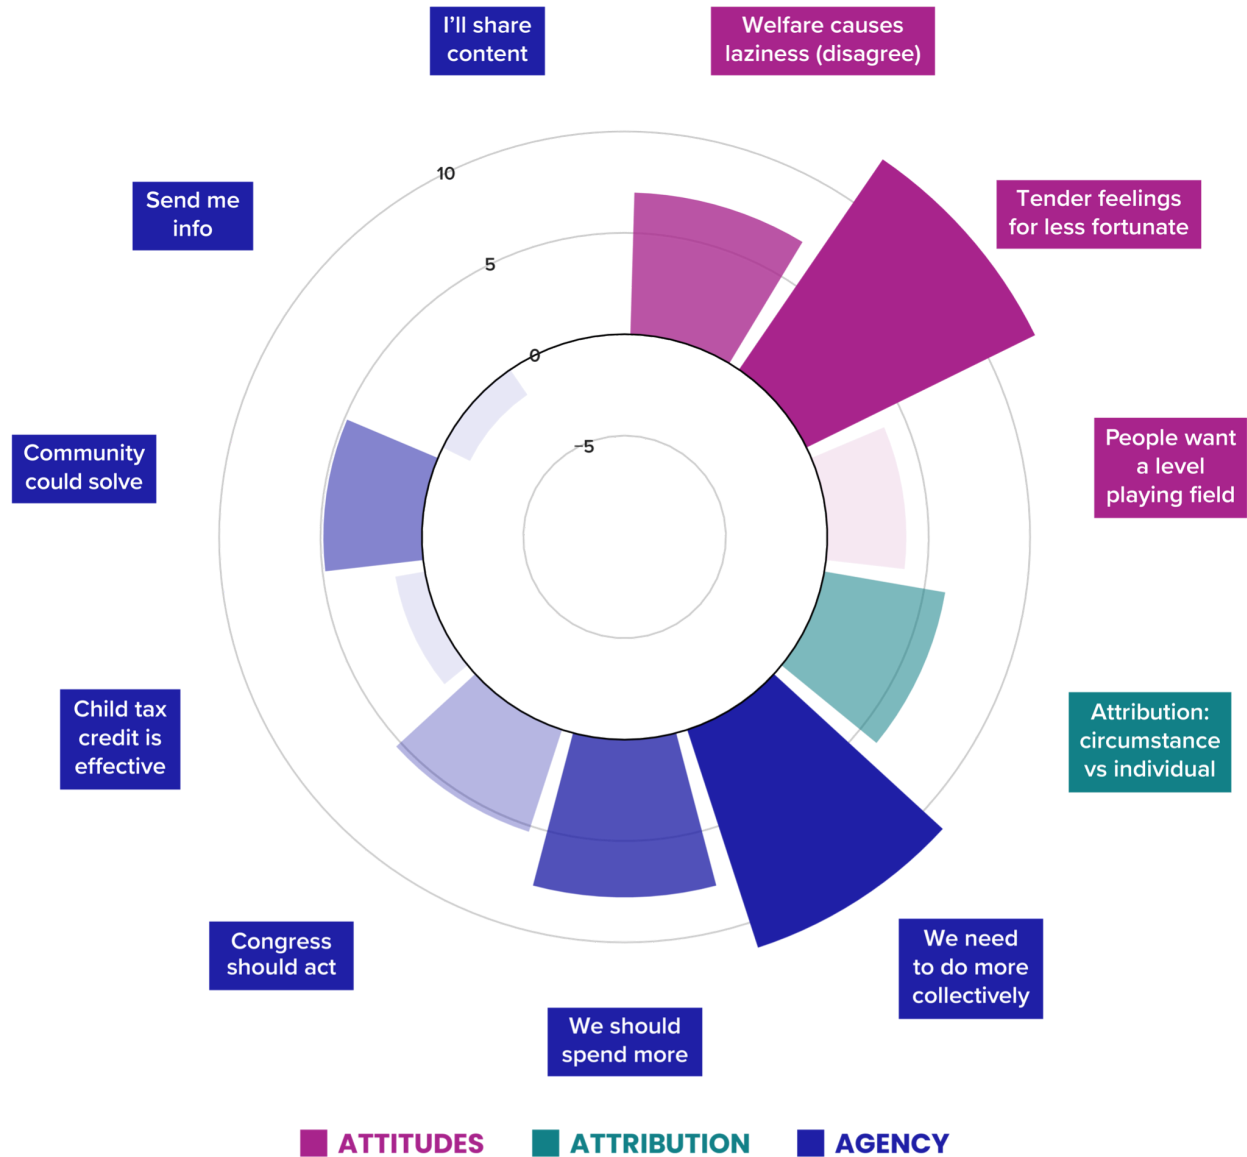 I’ll share
content
Welfare causes
laziness (disagree)
10
Send me
info
Tender feelings
for less fortunate
5
0
−5
Community
could solve
People want
a level
playing field
Child tax
credit is
effective
Attribution:
circumstance
vs individual
Congress
should act
We need
to do more
collectively
We should
spend more
ATTITUDES
ATTRIBUTION
AGENCY